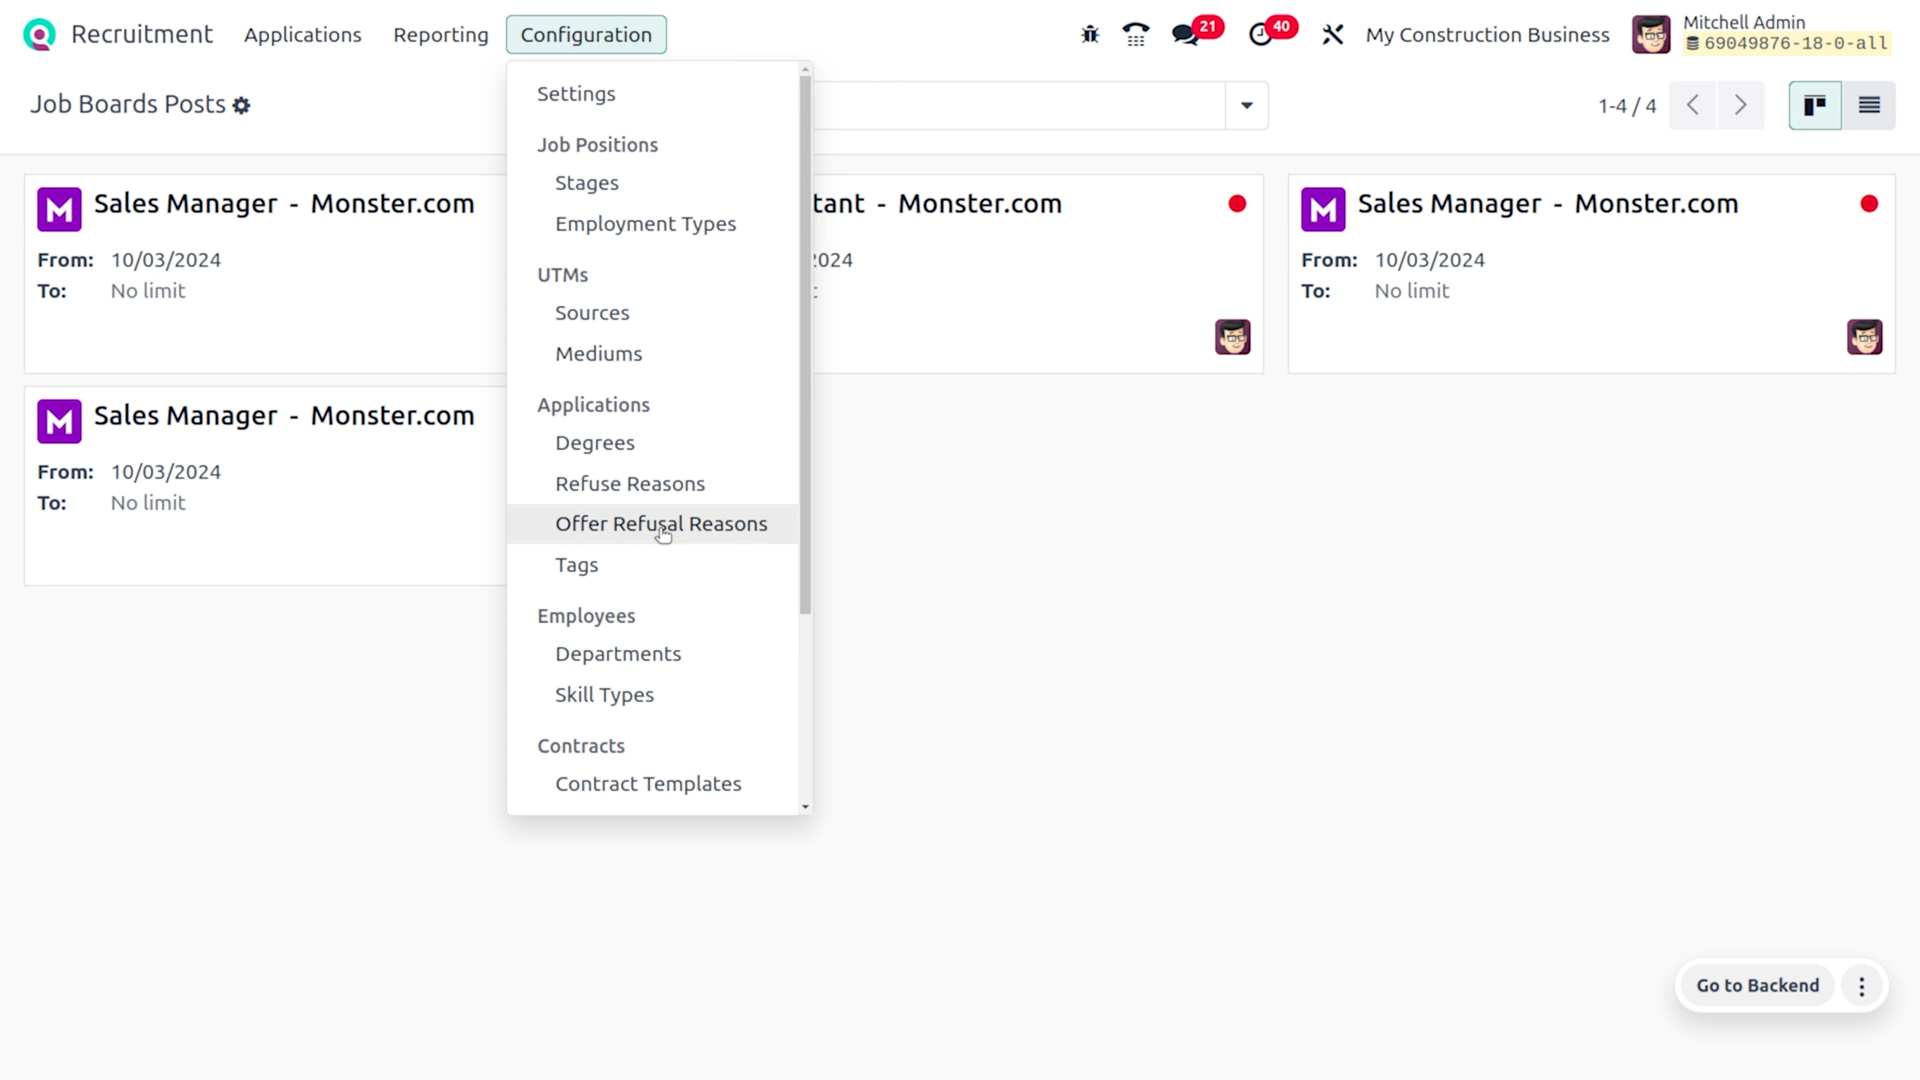 Recruitment Applications Reporting Configuration 21 40 My Construction Business Mitchell Admin
69049876-18-0-all
Job Boards Posts 1-4 / 4
Settings
Job Positions
Stages
Employment Types
UTMs
Sources
Mediums
Applications
Degrees
Refuse Reasons
Offer Refusal Reasons
Tags
Employees
Departments
Skill Types
Contracts
Contract Templates
M Sales Manager - Monster.com
From: 10/03/2024
To: No limit
tant - Monster.com
2024
M Sales Manager - Monster.com
From: 10/03/2024
To: No limit
M Sales Manager - Monster.com
From: 10/03/2024
To: No limit
Go to Backend